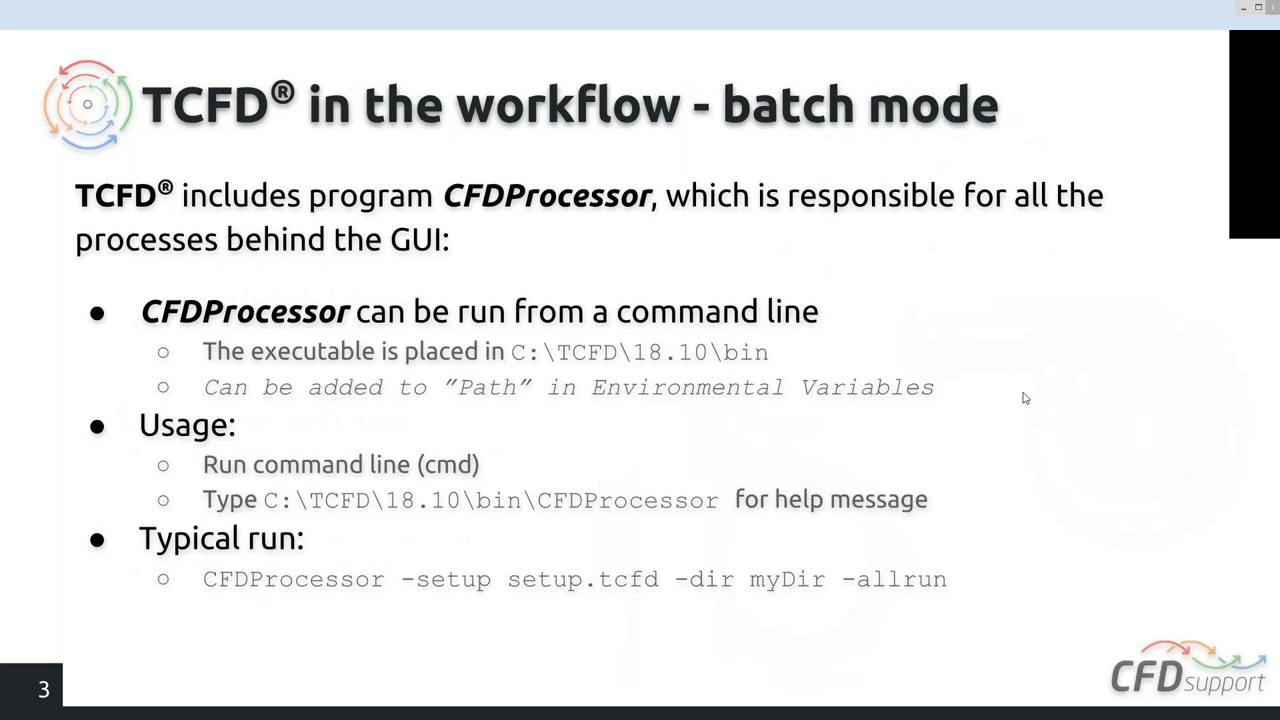 TCFD® in the workflow - batch mode
TCFD® includes program CFDProcessor, which is responsible for all the
processes behind the GUI:
● CFDProcessor can be run from a command line
○ The executable is placed in C:\TCFD\18.10\bin
○ Can be added to ”Path” in Environmental Variables
● Usage:
○ Run command line (cmd)
○ Type C:\TCFD\18.10\bin\CFDProcessor for help message
● Typical run:
○ CFDProcessor -setup setup.tcfd -dir myDir -allrun
3
CFD support